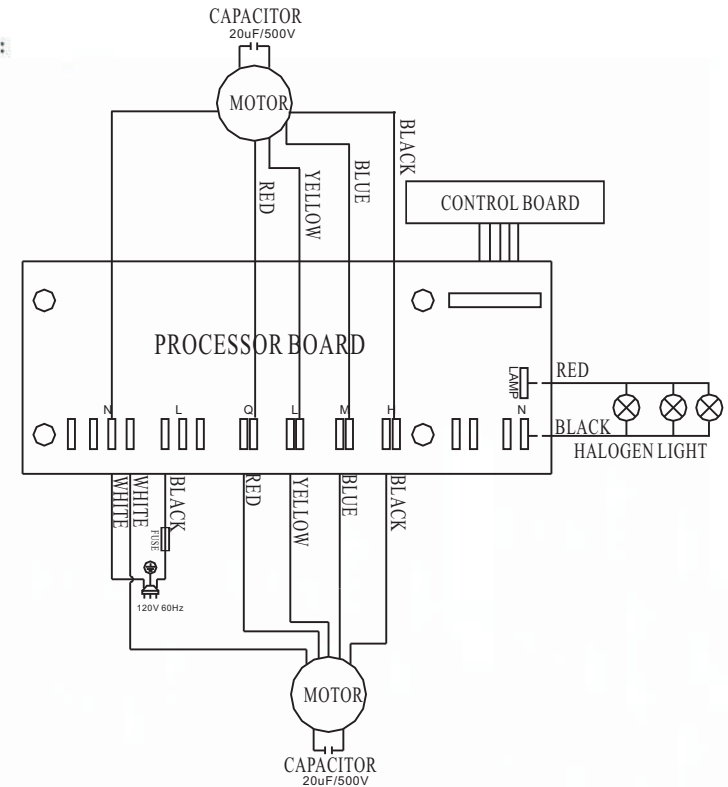 :
CAPACITOR
20uF/500V
MOTOR
BLACK
RED
YELLOW
BLUE
CONTROL BOARD
PROCESSOR BOARD
LAMP
RED
N
L
Q
L
M
H
N
BLACK
HALOGEN LIGHT
WHITE
WHITE
BLACK
FUSE
RED
YELLOW
BLUE
BLACK
120V 60Hz
MOTOR
CAPACITOR
20uF/500V